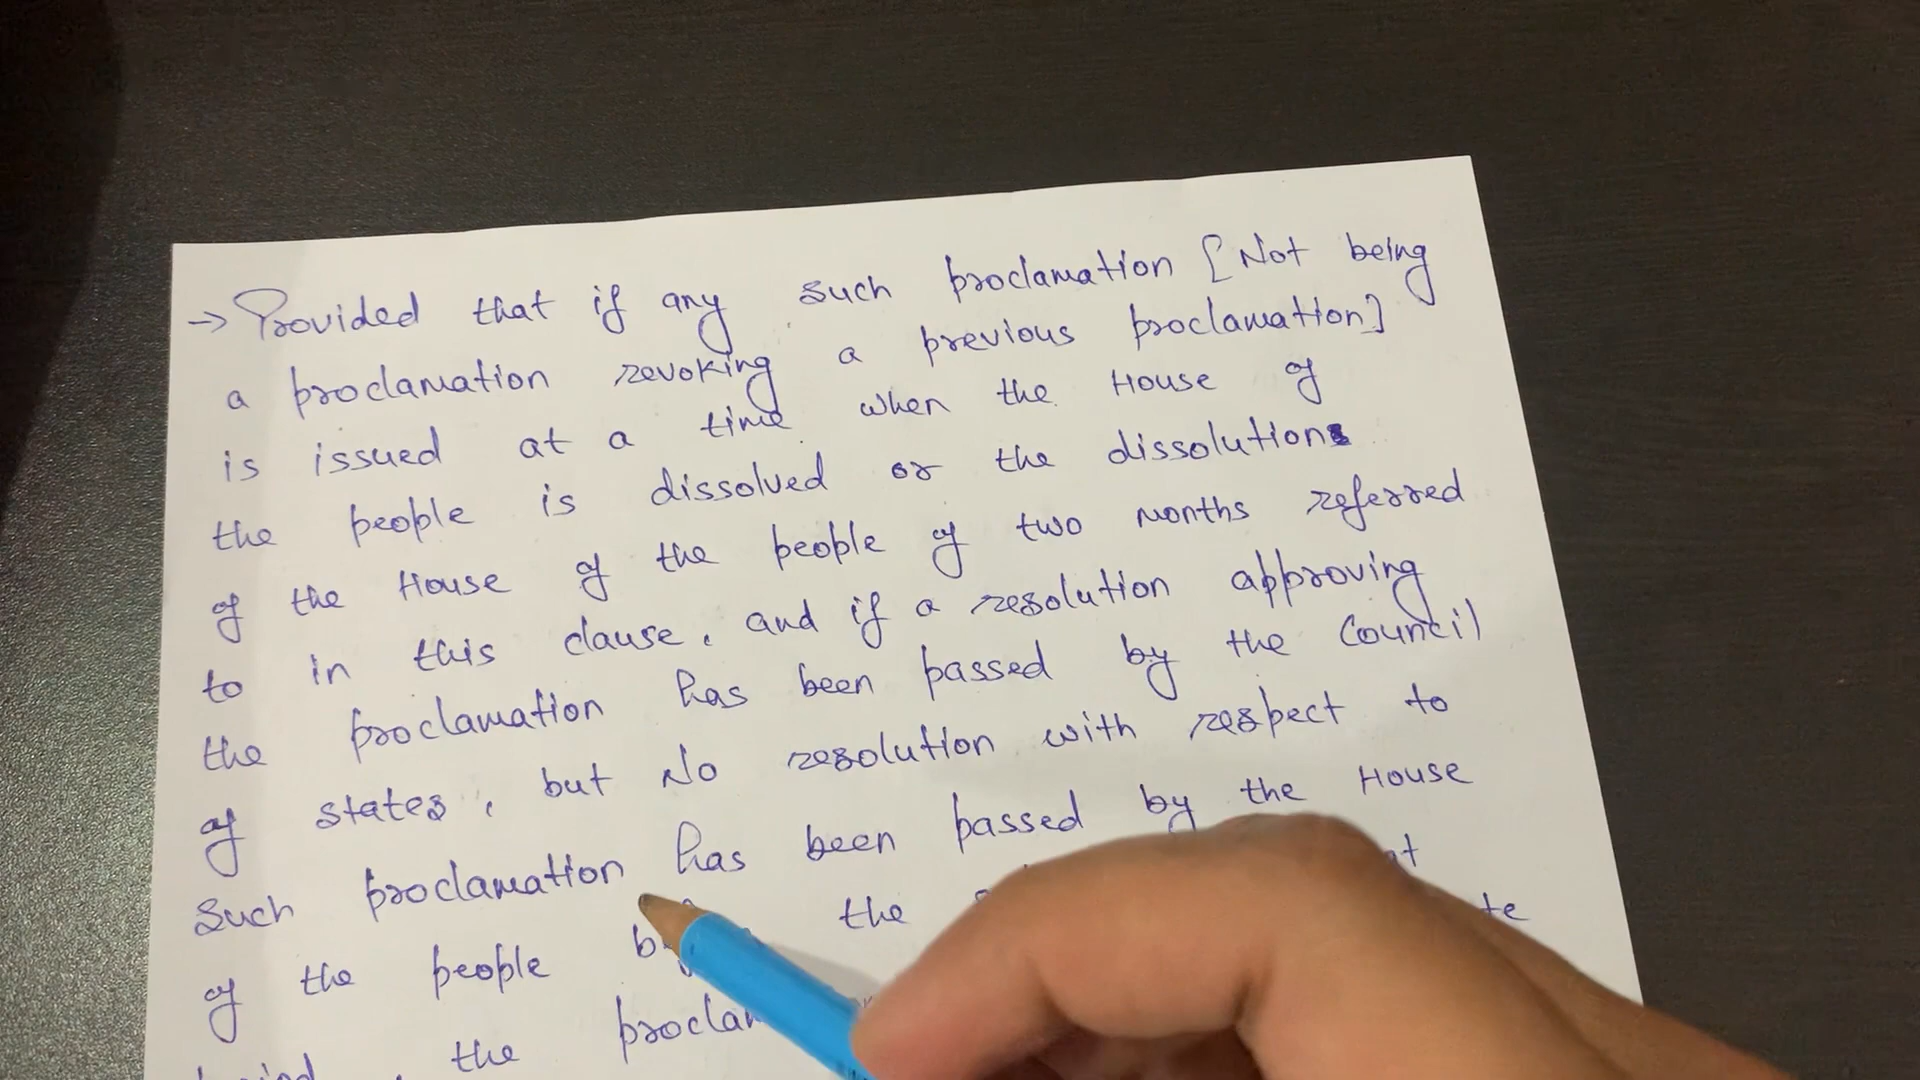 → Provided that if any such proclamation [Not being
a proclamation revoking a previous proclamation]
is issued at a time when the House of
the people is dissolved or the dissolution
of the House of the people of two months referred
to in this clause, and if a resolution approving
the proclamation has been passed by the Council
of states, but No resolution with respect to
Such proclamation has been passed by the House
of the people the
the